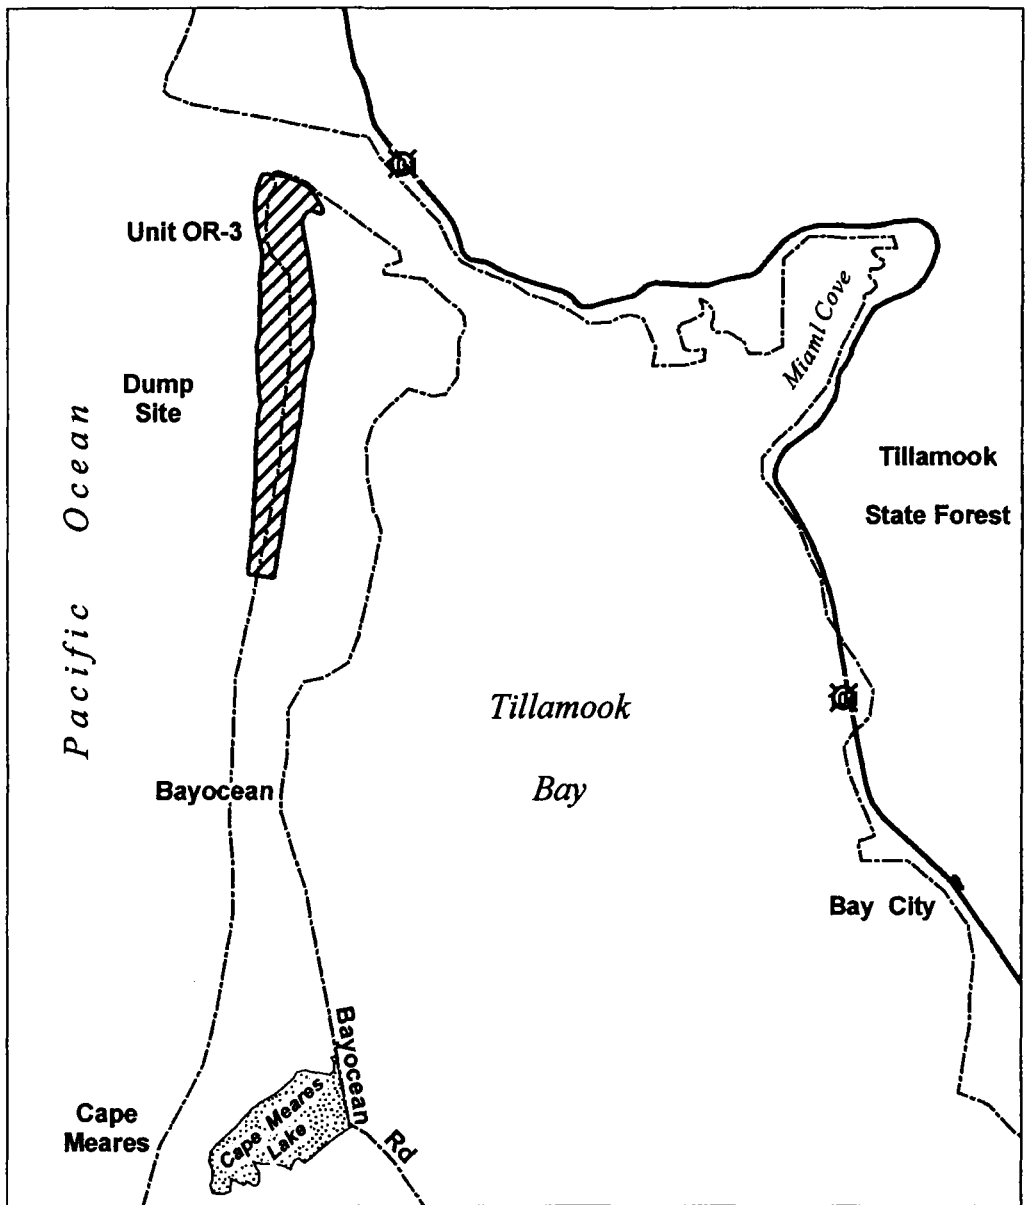 Unit OR-3
Miami Cove
Dump
Site
Pacific Ocean
Tillamook
State Forest
Tillamook
Bay
Bayocean
Bay City
Bayocean
Rd
Cape Meares
Lake
Cape
Meares